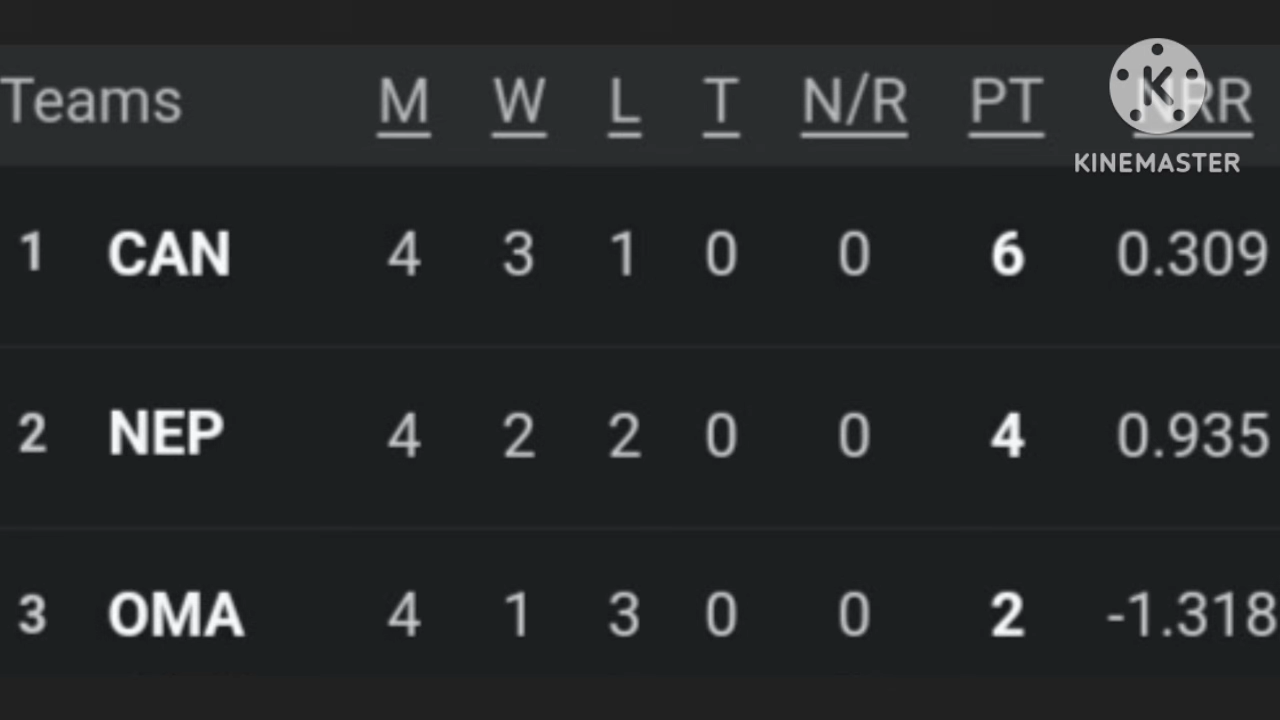 Teams M W L T N/R PT NRR
KINEMASTER
1 CAN 4 3 1 0 0 6 0.309
2 NEP 4 2 2 0 0 4 0.935
3 OMA 4 1 3 0 0 2 -1.318